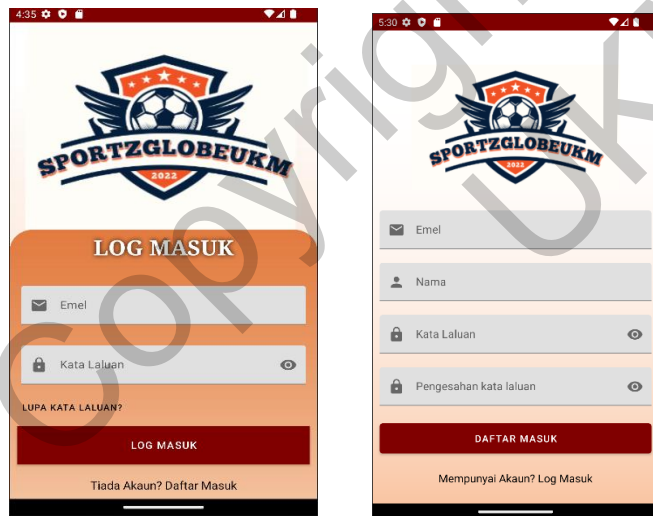 4:35
SPORTZGLOBEUKM
2022
LOG MASUK
Emel
Kata Laluan
LUPA KATA LALUAN?
LOG MASUK
Tiada Akaun? Daftar Masuk
5:30
SPORTZGLOBEUKM
2022
Emel
Nama
Kata Laluan
Pengesahan kata laluan
DAFTAR MASUK
Mempunyai Akaun? Log Masuk
Copyright
UK